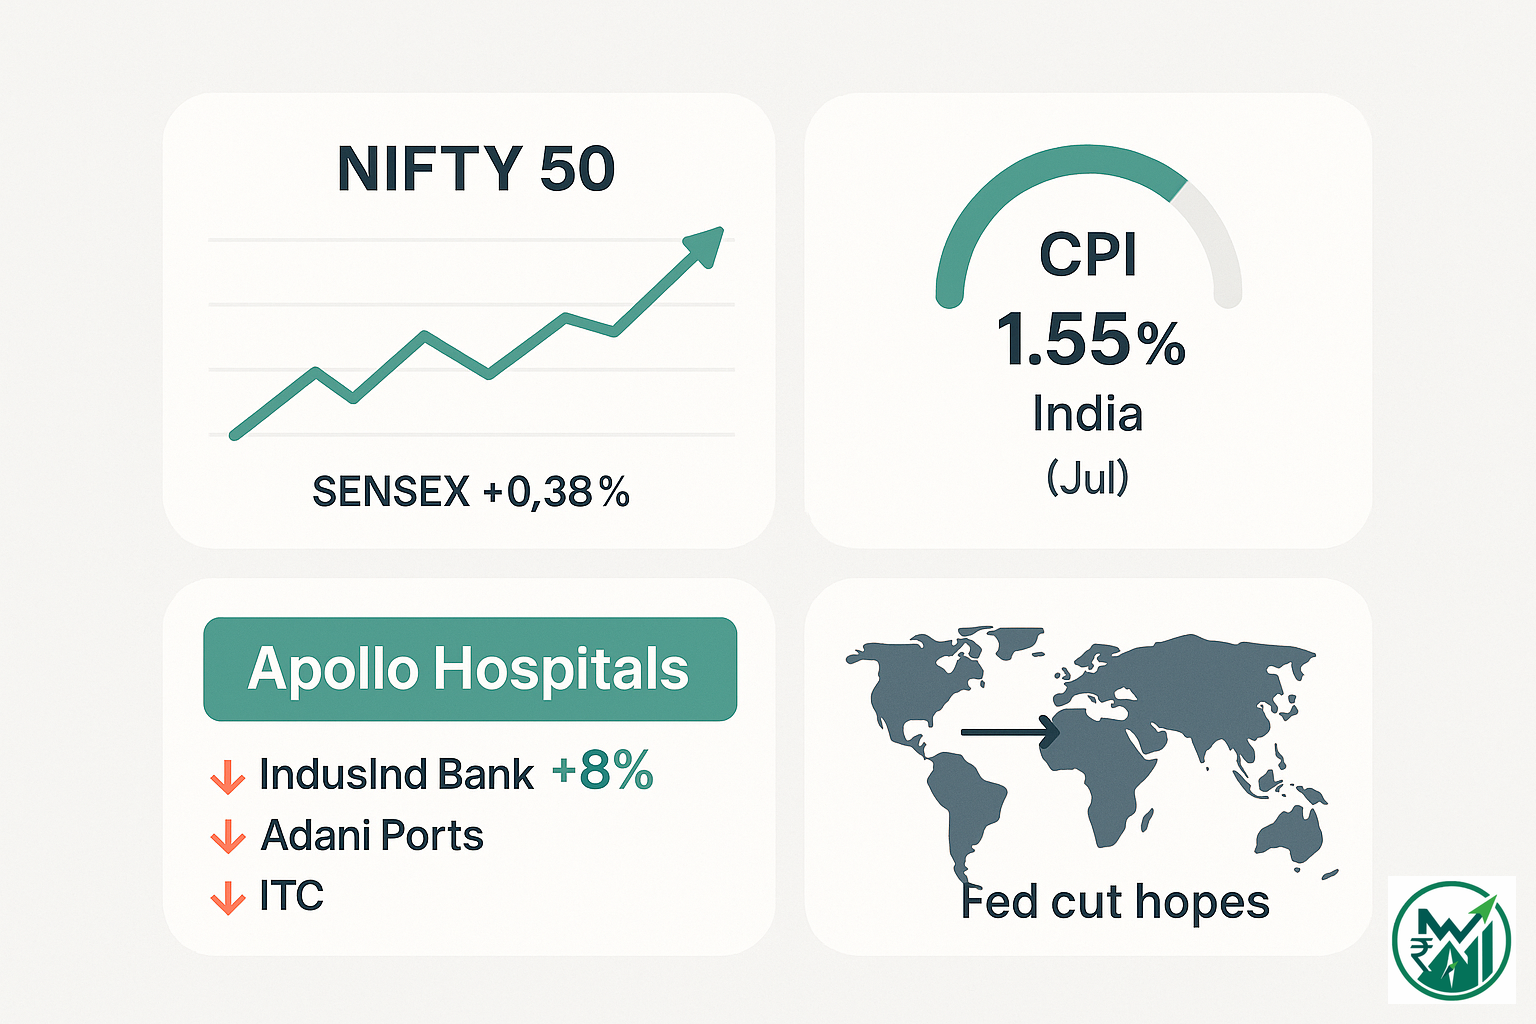 NIFTY 50
SENSEX +0,38%
CPI
1.55%
India
(Jul)
Apollo Hospitals
IndusInd Bank +8%
Adani Ports
ITC
Fed cut hopes